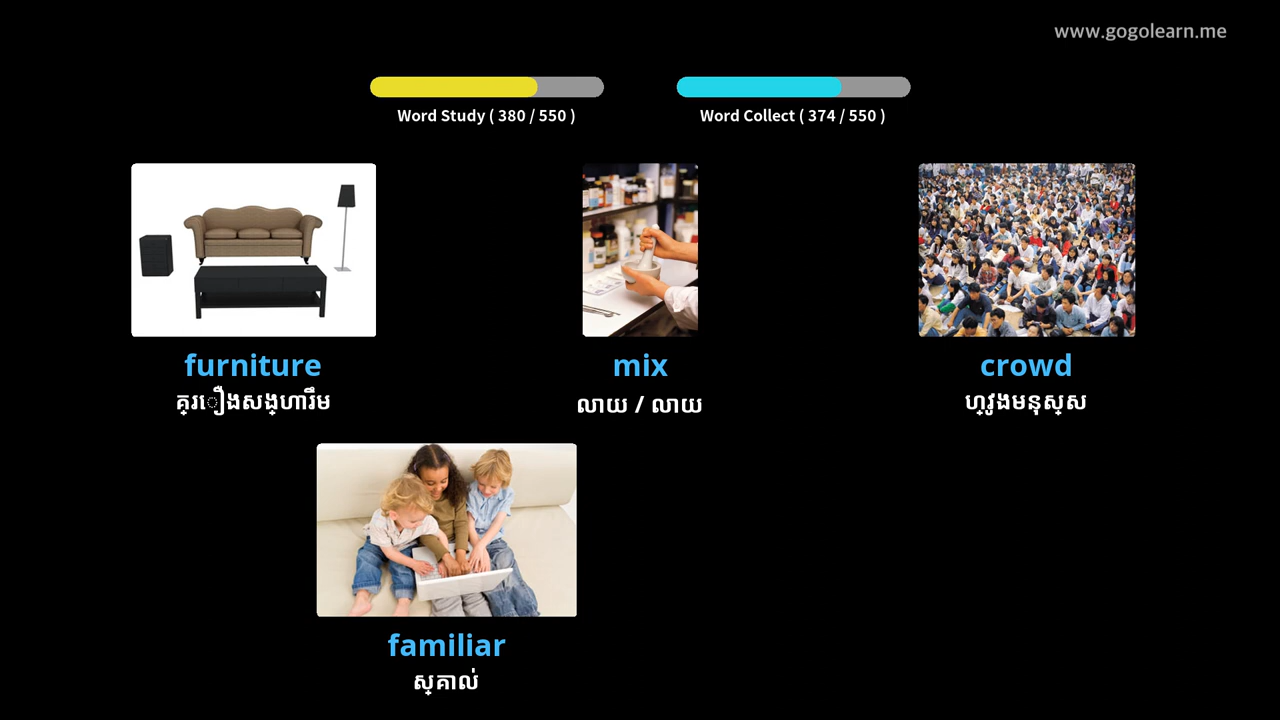 www.gogolearn.me
Word Study ( 380 / 550 )
Word Collect ( 374 / 550 )
furniture
គ្រឿងសង្ហារឹម
mix
លាយ / លាយ
crowd
ហ្វូងមនុស្ស
familiar
ស្គាល់